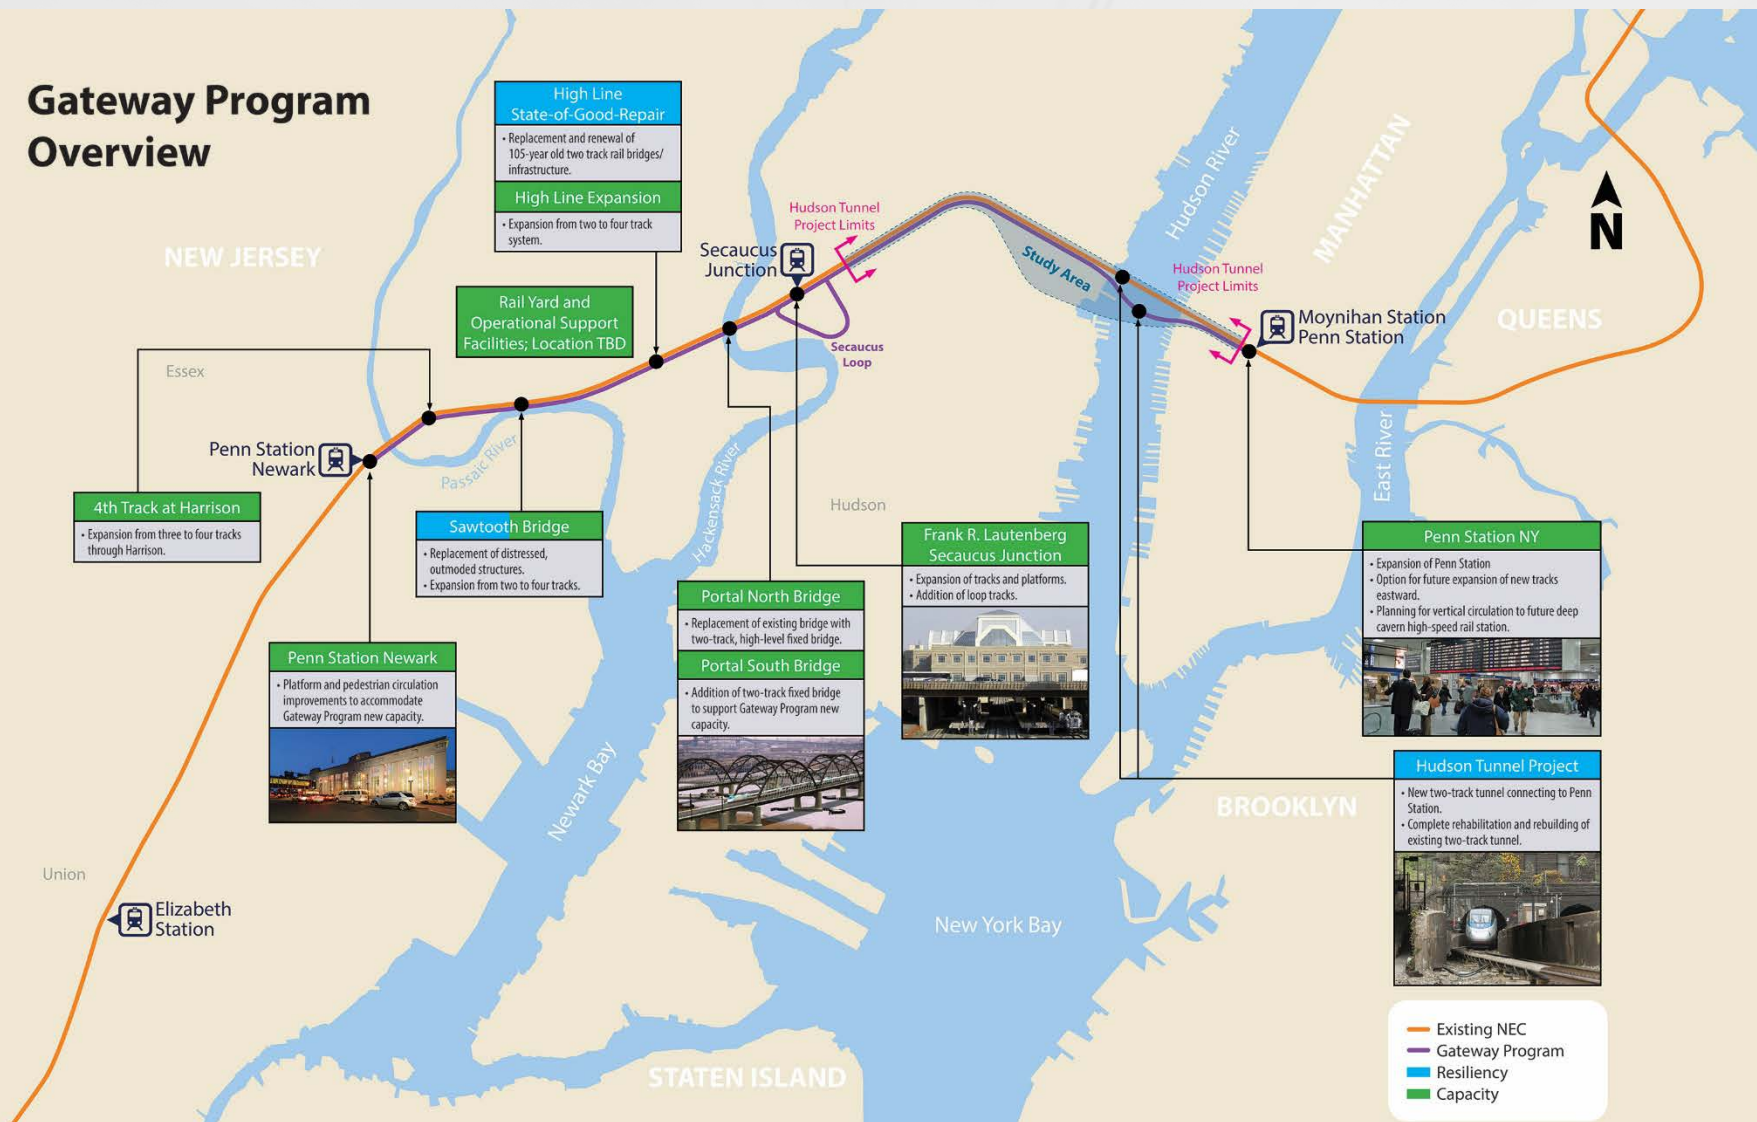 Gateway Program
Overview
High Line
State-of-Good-Repair
• Replacement and renewal of
105-year old two track rail bridges/
infrastructure.
High Line Expansion
• Expansion from two to four track
system.
NEW JERSEY
Rail Yard and
Operational Support
Facilities; Location TBD
Secaucus
Junction
Hudson Tunnel
Project Limits
Secaucus
Loop
Study Area
Hudson River
Hudson Tunnel
Project Limits
MANHATTAN
N
Moynihan Station
Penn Station
QUEENS
Essex
Penn Station
Newark
Passaic River
Hackensack River
Hudson
East River
4th Track at Harrison
• Expansion from three to four tracks
through Harrison.
Sawtooth Bridge
• Replacement of distressed,
outmoded structures.
• Expansion from two to four tracks.
Penn Station Newark
• Platform and pedestrian circulation
improvements to accommodate
Gateway Program new capacity.
Portal North Bridge
• Replacement of existing bridge with
two-track, high-level fixed bridge.
Portal South Bridge
• Addition of two-track fixed bridge
to support Gateway Program new
capacity.
Frank R. Lautenberg
Secaucus Junction
• Expansion of tracks and platforms.
• Addition of loop tracks.
Penn Station NY
• Expansion of Penn Station
• Option for future expansion of new tracks
eastward.
• Planning for vertical circulation to future deep
cavern high-speed rail station.
Hudson Tunnel Project
• New two-track tunnel connecting to Penn
Station.
• Complete rehabilitation and rebuilding of
existing two-track tunnel.
Newark Bay
BROOKLYN
Union
Elizabeth
Station
New York Bay
STATEN ISLAND
Existing NEC
Gateway Program
Resiliency
Capacity